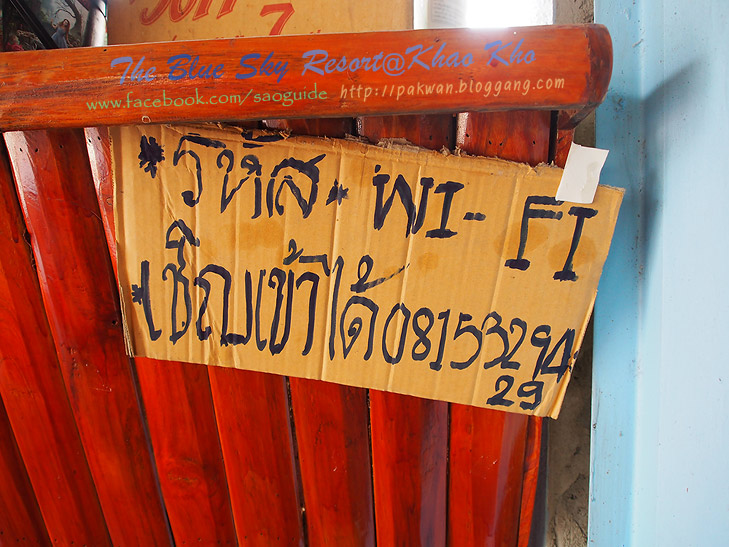 7
The Blue Sky Resort@Khao Kho
www.facebook.com/saoguide http://pakwan.bloggang.com
*รหัส* WI-FI
*เชิญเข้าได้ 08153294
29